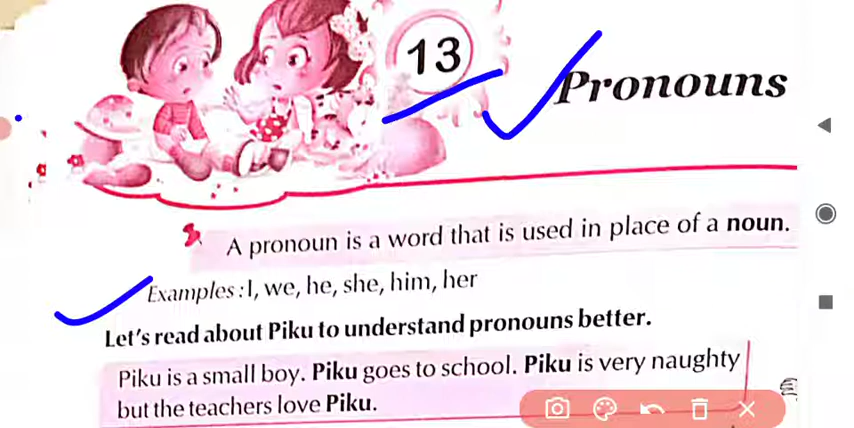 13
Pronouns
A pronoun is a word that is used in place of a noun.
Examples : I, we, he, she, him, her
Let's read about Piku to understand pronouns better.
Piku is a small boy. Piku goes to school. Piku is very naughty
but the teachers love Piku.